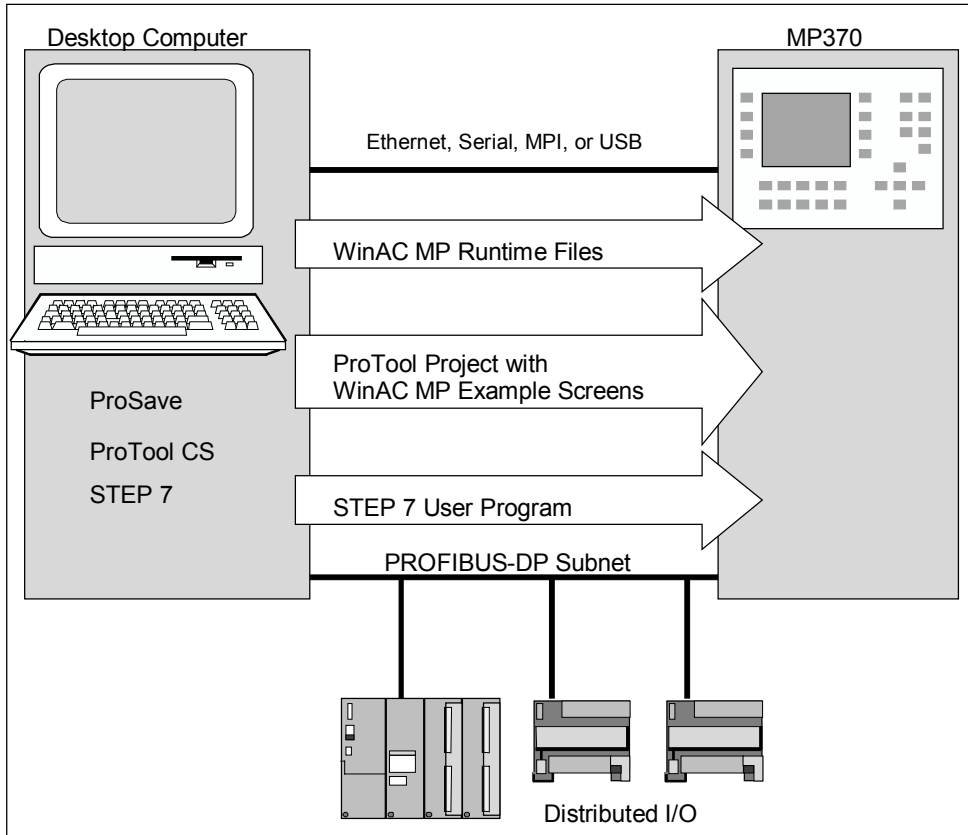 Desktop Computer
MP370
Ethernet, Serial, MPI, or USB
WinAC MP Runtime Files
ProTool Project with
WinAC MP Example Screens
ProSave
ProTool CS
STEP 7
STEP 7 User Program
PROFIBUS-DP Subnet
Distributed I/O